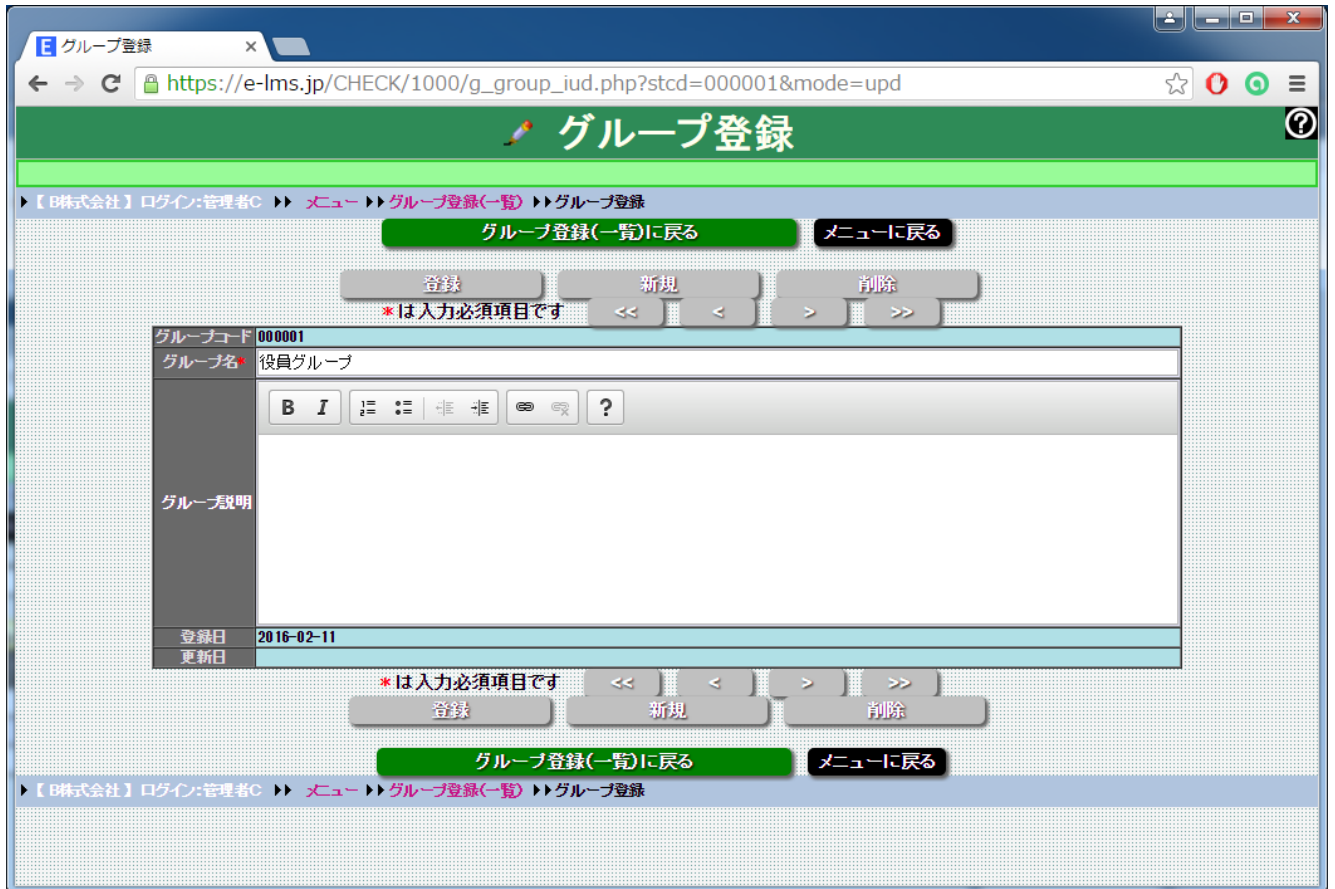 グループ登録
https://e-lms.jp/CHECK/1000/g_group_iud.php?stcd=000001&mode=upd
グループ登録
【 B株式会社 】 ログイン:管理者C メニュー グループ登録(一覧) グループ登録
グループ登録(一覧)に戻る メニューに戻る
登録 新規 削除
*は入力必須項目です << < > >>
グループコード 000001
グループ名* 役員グループ
B I ?
グループ説明
登録日 2016-02-11
更新日
*は入力必須項目です << < > >>
登録 新規 削除
グループ登録(一覧)に戻る メニューに戻る
【 B株式会社 】 ログイン:管理者C メニュー グループ登録(一覧) グループ登録